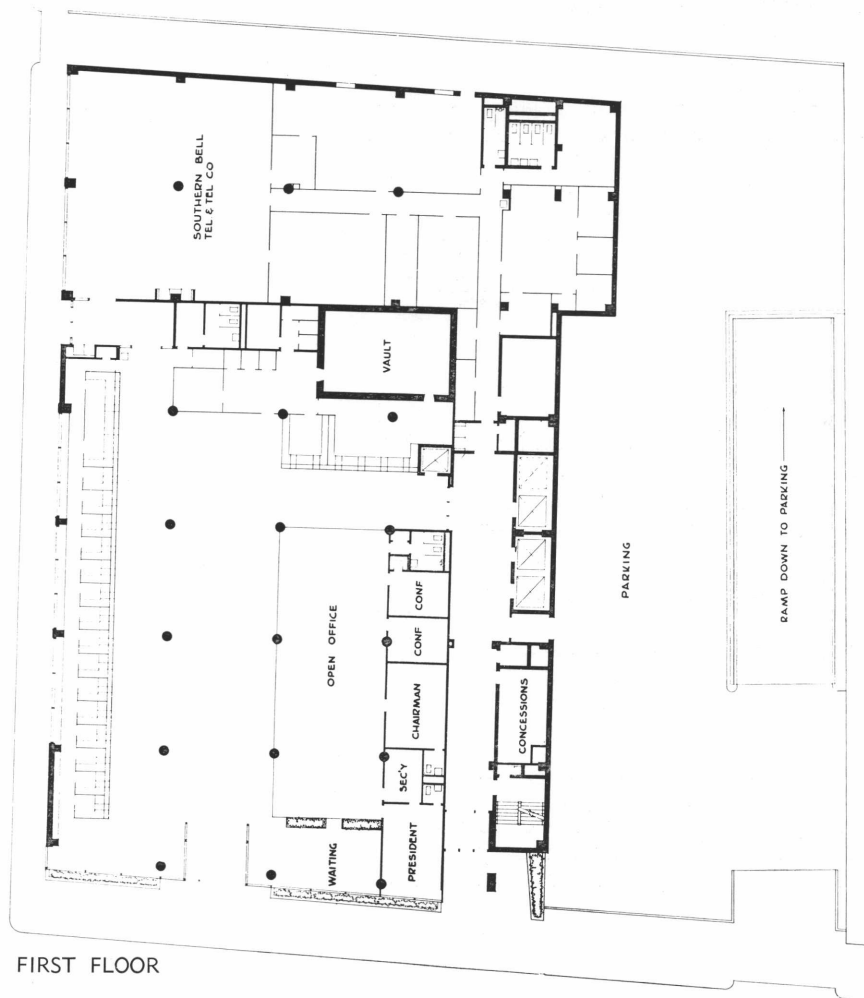 SOUTHERN BELL
TEL & TEL CO
VAULT
RAMP DOWN TO PARKING
PARKING
OPEN OFFICE
CONF
CONF
CHAIRMAN
CONCESSIONS
SEC'Y
WAITING
PRESIDENT
FIRST FLOOR